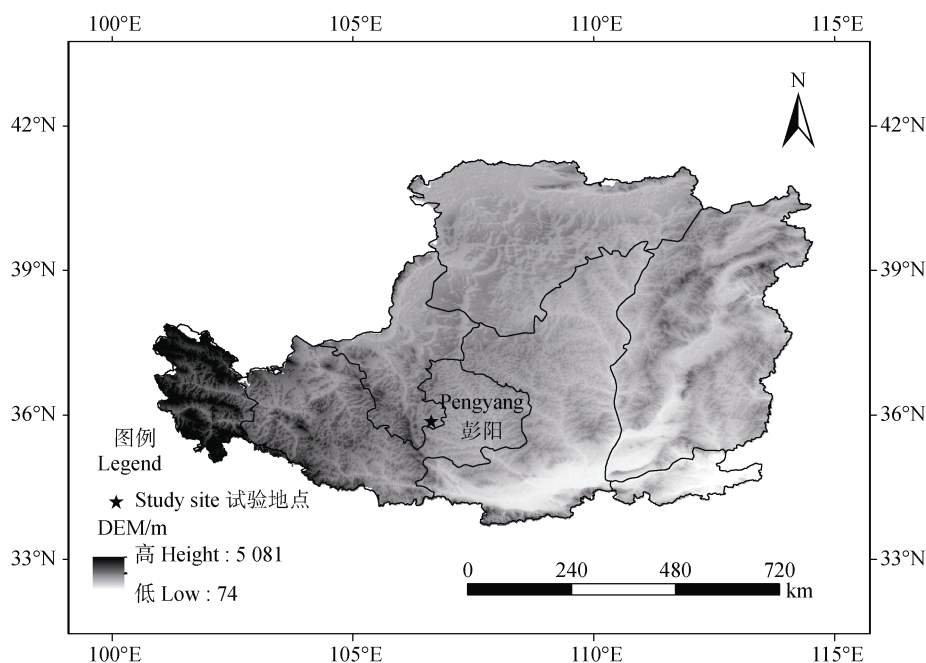 100°E 105°E 110°E 115°E
N
42°N 42°N
39°N 39°N
36°N 36°N
Pengyang
彭阳
图例
Legend
★ Study site 试验地点
DEM/m
高 Height : 5 081
低 Low : 74
33°N 33°N
0 240 480 720
km
100°E 105°E 110°E 115°E